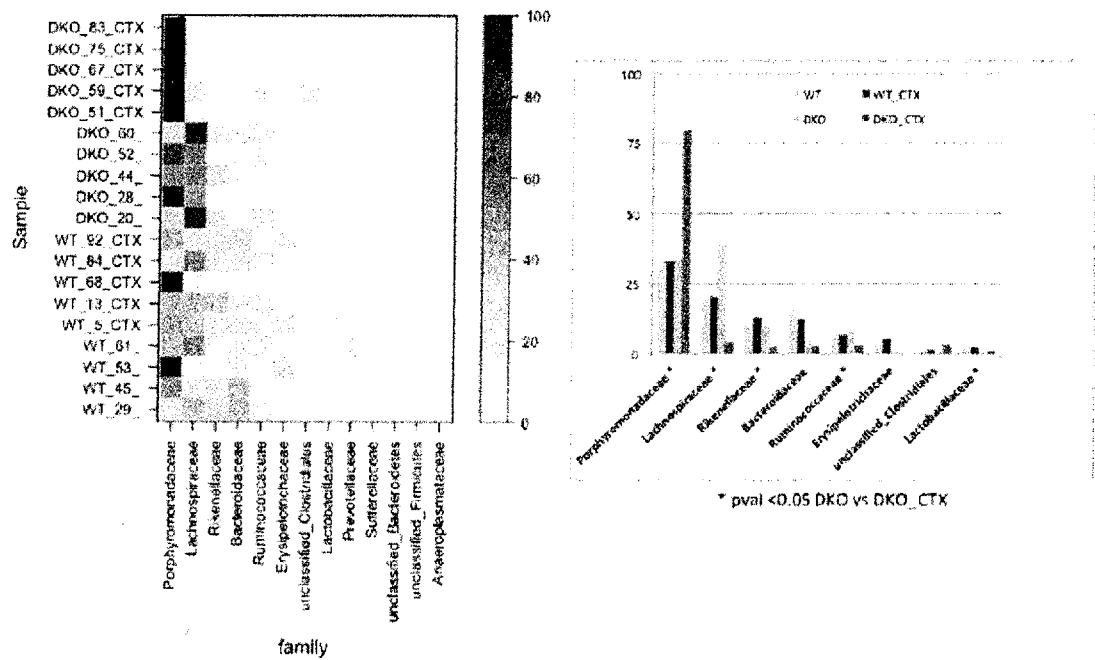 DKO_83_CTX
DKO_75_CTX
DKO_67_CTX
DKO_59_CTX
DKO_51_CTX
DKO_60_
DKO_52_
DKO_44_
DKO_28_
DKO_20_
WT_92_CTX
WT_84_CTX
WT_68_CTX
WT_13_CTX
WT_5_CTX
WT_61_
WT_53_
WT_45_
WT_29_
Sample
100
80
60
40
20
0
Porphyromonadaceae
Lachnospiraceae
Rikenellaceae
Bacteroidaceae
Ruminococcaceae
Erysipelotrichaceae
unclassified_Clostridiales
Lactobacillaceae
Prevotellaceae
Sutterellaceae
unclassified_Bacteroidetes
unclassified_Firmicutes
Anaeroplasmataceae
family
100
75
50
25
0
WT
WT_CTX
DKO
DKO_CTX
Porphyromonadaceae *
Lachnospiraceae *
Rikenellaceae *
Bacteroidaceae
Ruminococcaceae *
Erysipelotrichaceae
unclassified_Clostridiales
Lactobacillaceae *
* pval <0.05 DKO vs DKO_CTX